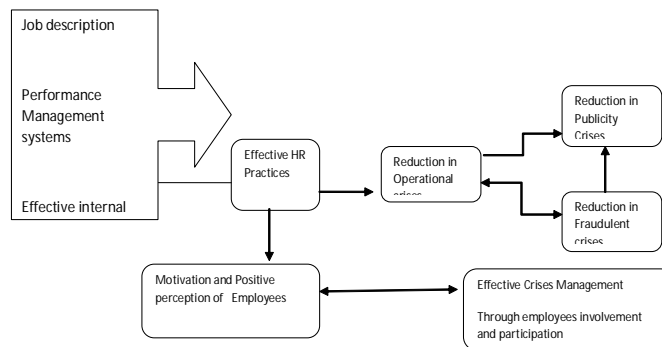 Job description
Performance
Management
systems
Effective internal
Effective HR
Practices
Reduction in
Operational
Reduction in
Publicity
Crises
Reduction in
Fraudulent
crises
Motivation and Positive
perception of Employees
Effective Crises Management
Through employees involvement
and participation